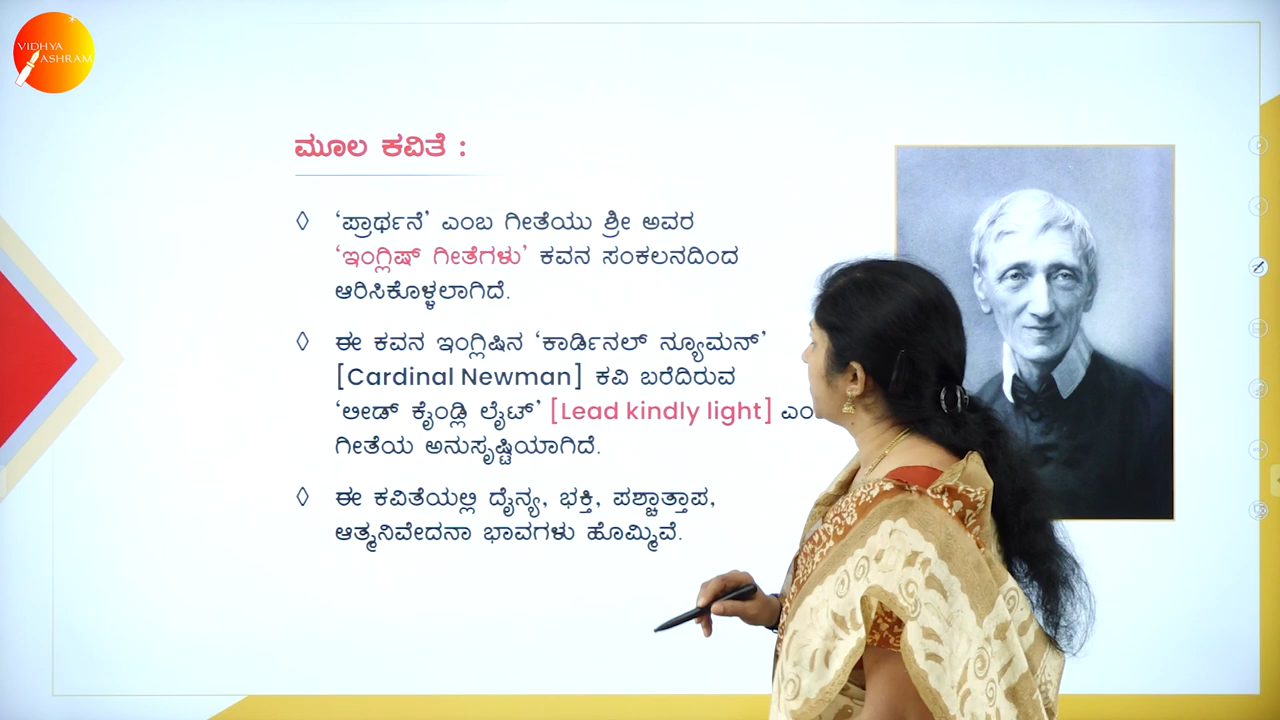 VIDHYA
ASHRAM
ಮೂಲ ಕವಿತೆ :
◊ ‘ಪ್ರಾರ್ಥನೆ’ ಎಂಬ ಗೀತೆಯು ಶ್ರೀ ಅವರ
‘ಇಂಗ್ಲಿಷ್ ಗೀತೆಗಳು’ ಕವನ ಸಂಕಲನದಿಂದ
ಆರಿಸಿಕೊಳ್ಳಲಾಗಿದೆ.
◊ ಈ ಕವನ ಇಂಗ್ಲಿಷಿನ ‘ಕಾರ್ಡಿನಲ್ ನ್ಯೂಮನ್’
[Cardinal Newman] ಕವಿ ಬರೆದಿರುವ
‘ಲೀಡ್ ಕೈಂಡ್ಲಿ ಲೈಟ್’ [Lead kindly light]
ಗೀತೆಯ ಅನುಸೃಷ್ಟಿಯಾಗಿದೆ.
◊ ಈ ಕವಿತೆಯಲ್ಲಿ ದೈನ್ಯ, ಭಕ್ತಿ, ಪಶ್ಚಾತ್ತಾಪ,
ಆತ್ಮನಿವೇದನಾ ಭಾವಗಳು ಹೊಮ್ಮಿವೆ.